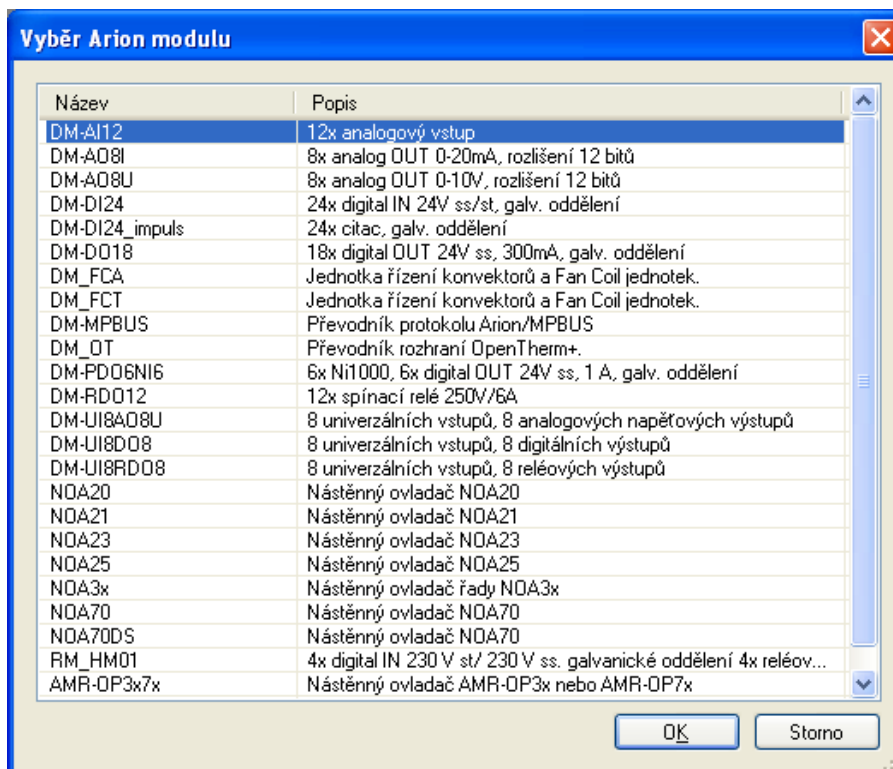 Výběr Arion modulu
Název Popis
DM-AI12 12x analogový vstup
DM-AO8I 8x analog OUT 0-20mA, rozlišení 12 bitů
DM-AO8U 8x analog OUT 0-10V, rozlišení 12 bitů
DM-DI24 24x digital IN 24V ss/st, galv. oddělení
DM-DI24_impuls 24x citac, galv. oddělení
DM-DO18 18x digital OUT 24V ss, 300mA, galv. oddělení
DM_FCA Jednotka řízení konvektorů a Fan Coil jednotek.
DM_FCT Jednotka řízení konvektorů a Fan Coil jednotek.
DM-MPBUS Převodník protokolu Arion/MPBUS
DM_OT Převodník rozhraní OpenTherm+.
DM-PDO6NI6 6x Ni1000, 6x digital OUT 24V ss, 1 A, galv. oddělení
DM-RDO12 12x spínací relé 250V/6A
DM-UI8AO8U 8 univerzálních vstupů, 8 analogových napěťových výstupů
DM-UI8DO8 8 univerzálních vstupů, 8 digitálních výstupů
DM-UI8RDO8 8 univerzálních vstupů, 8 reléových výstupů
NOA20 Nástěnný ovladač NOA20
NOA21 Nástěnný ovladač NOA21
NOA23 Nástěnný ovladač NOA23
NOA25 Nástěnný ovladač NOA25
NOA3x Nástěnný ovladač řady NOA3x
NOA70 Nástěnný ovladač NOA70
NOA70DS Nástěnný ovladač NOA70
RM_HM01 4x digital IN 230 V st/ 230 V ss. galvanické oddělení 4x reléov...
AMR-OP3x7x Nástěnný ovladač AMR-OP3x nebo AMR-OP7x
OK Storno